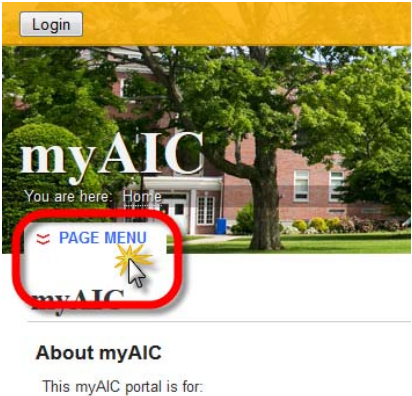 Login
myAIC
You are here: Home
PAGE MENU
myAIC
About myAIC
This myAIC portal is for: